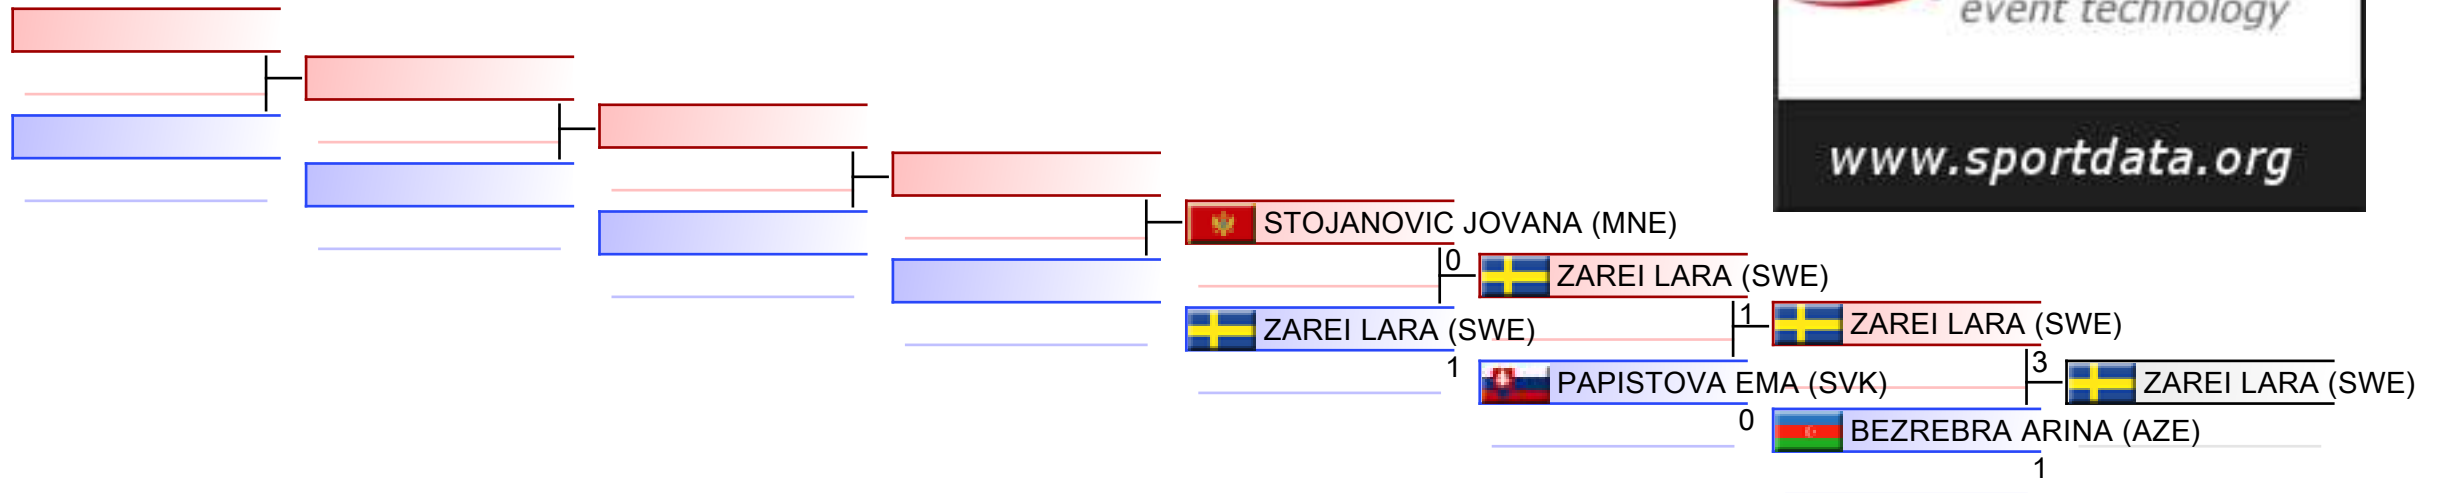 event technology
www.sportdata.org
STOJANOVIC JOVANA (MNE)
0
ZAREI LARA (SWE)
ZAREI LARA (SWE)
1
1
ZAREI LARA (SWE)
PAPISTOVA EMA (SVK)
0
3
ZAREI LARA (SWE)
BEZREBRA ARINA (AZE)
1